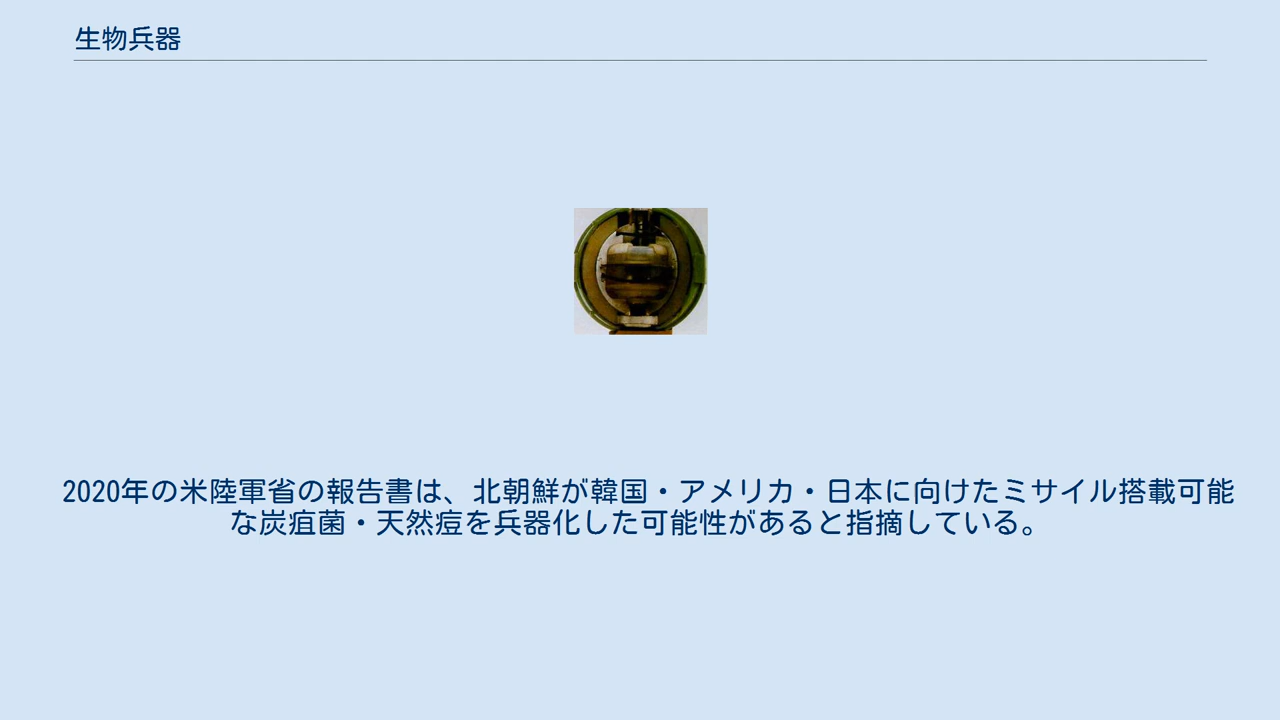 生物兵器
2020年の米陸軍省の報告書は、北朝鮮が韓国・アメリカ・日本に向けたミサイル搭載可能
な炭疽菌・天然痘を兵器化した可能性があると指摘している。